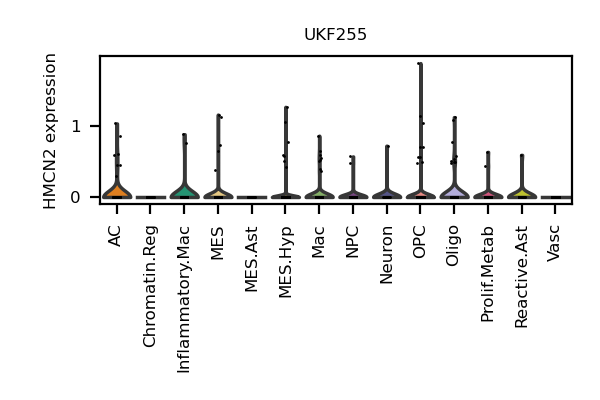 UKF255
HMCN2 expression
1
0
AC
Chromatin.Reg
Inflammatory.Mac
MES
MES.Ast
MES.Hyp
Mac
NPC
Neuron
OPC
Oligo
Prolif.Metab
Reactive.Ast
Vasc